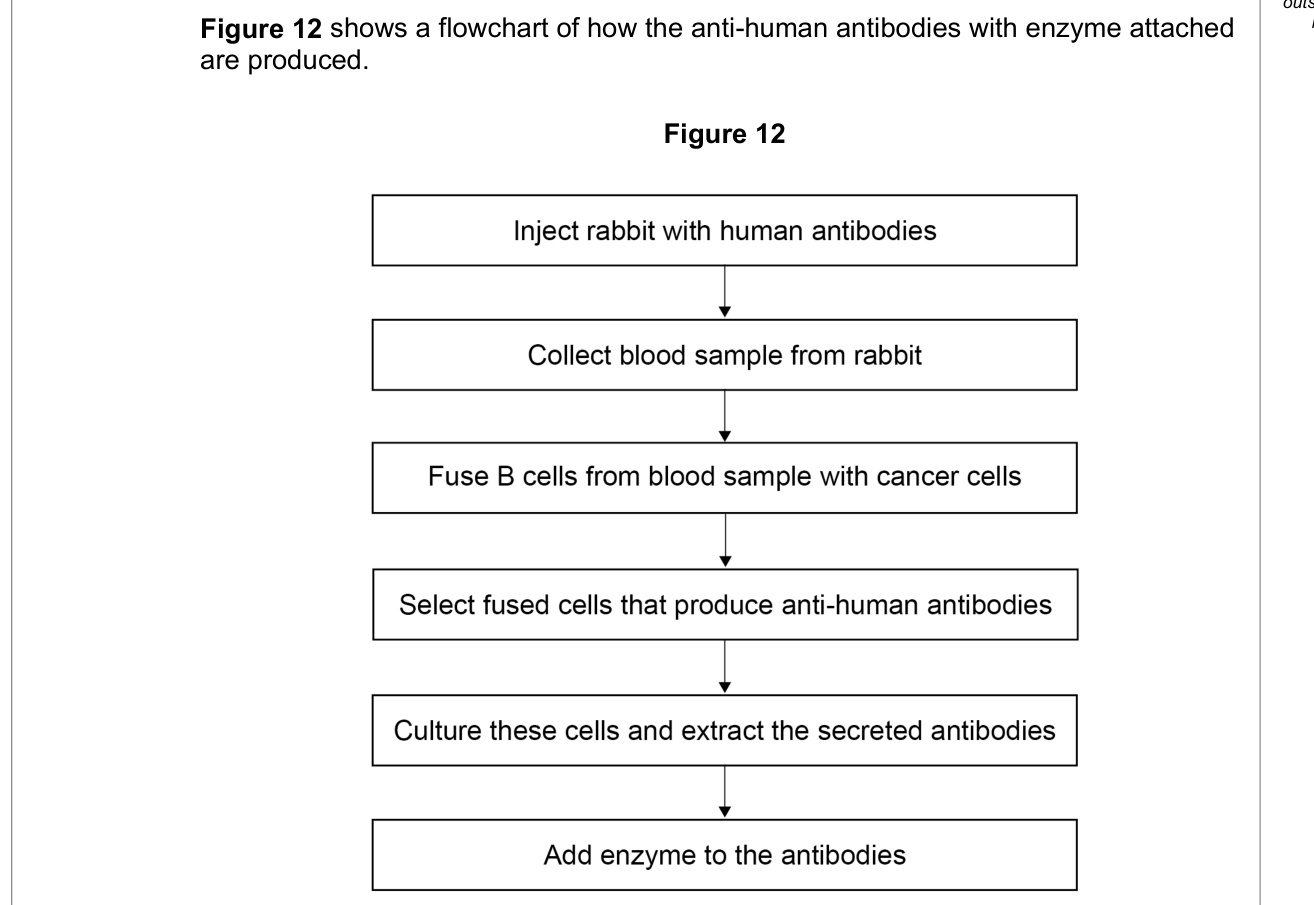 outs
Figure 12 shows a flowchart of how the anti-human antibodies with enzyme attached
are produced.
Figure 12
Inject rabbit with human antibodies
Collect blood sample from rabbit
Fuse B cells from blood sample with cancer cells
Select fused cells that produce anti-human antibodies
Culture these cells and extract the secreted antibodies
Add enzyme to the antibodies